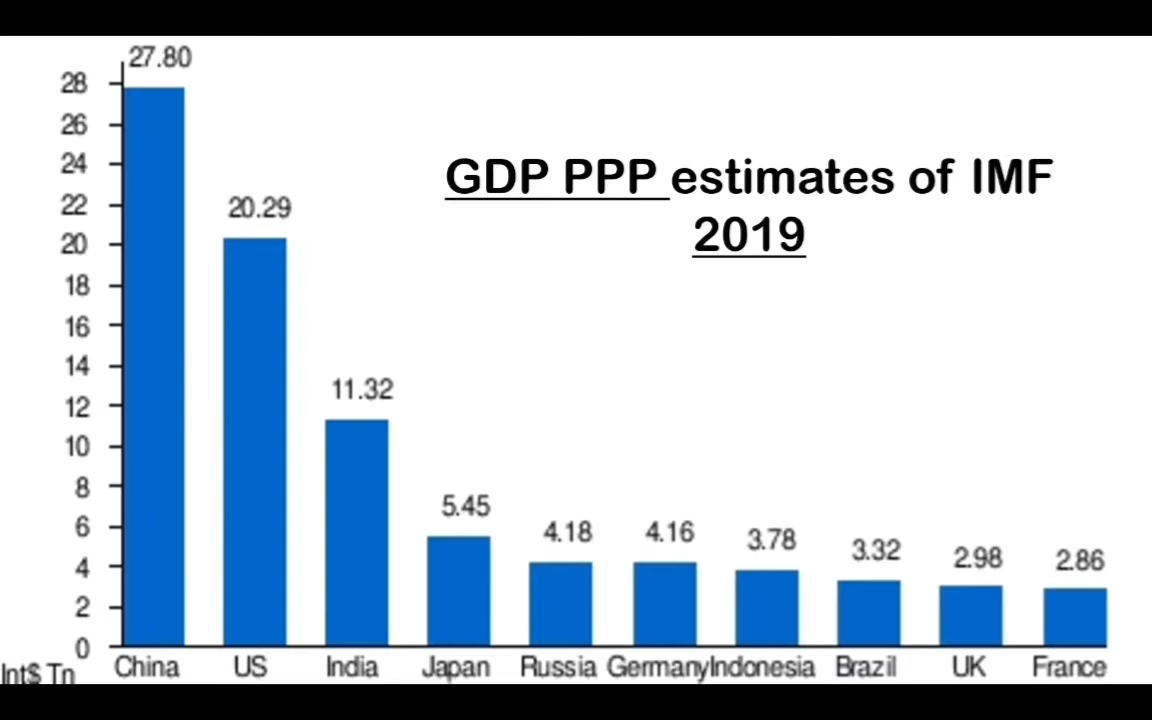 27.80
28
26
24
GDP PPP estimates of IMF
22
20.29
2019
20
18
16
14
11.32
12
10
8
5.45
6
4.18
4.16
3.78
3.32
2.98
2.86
4
2
0
Int$ Tn
China
US
India
Japan
Russia
Germany
Indonesia
Brazil
UK
France